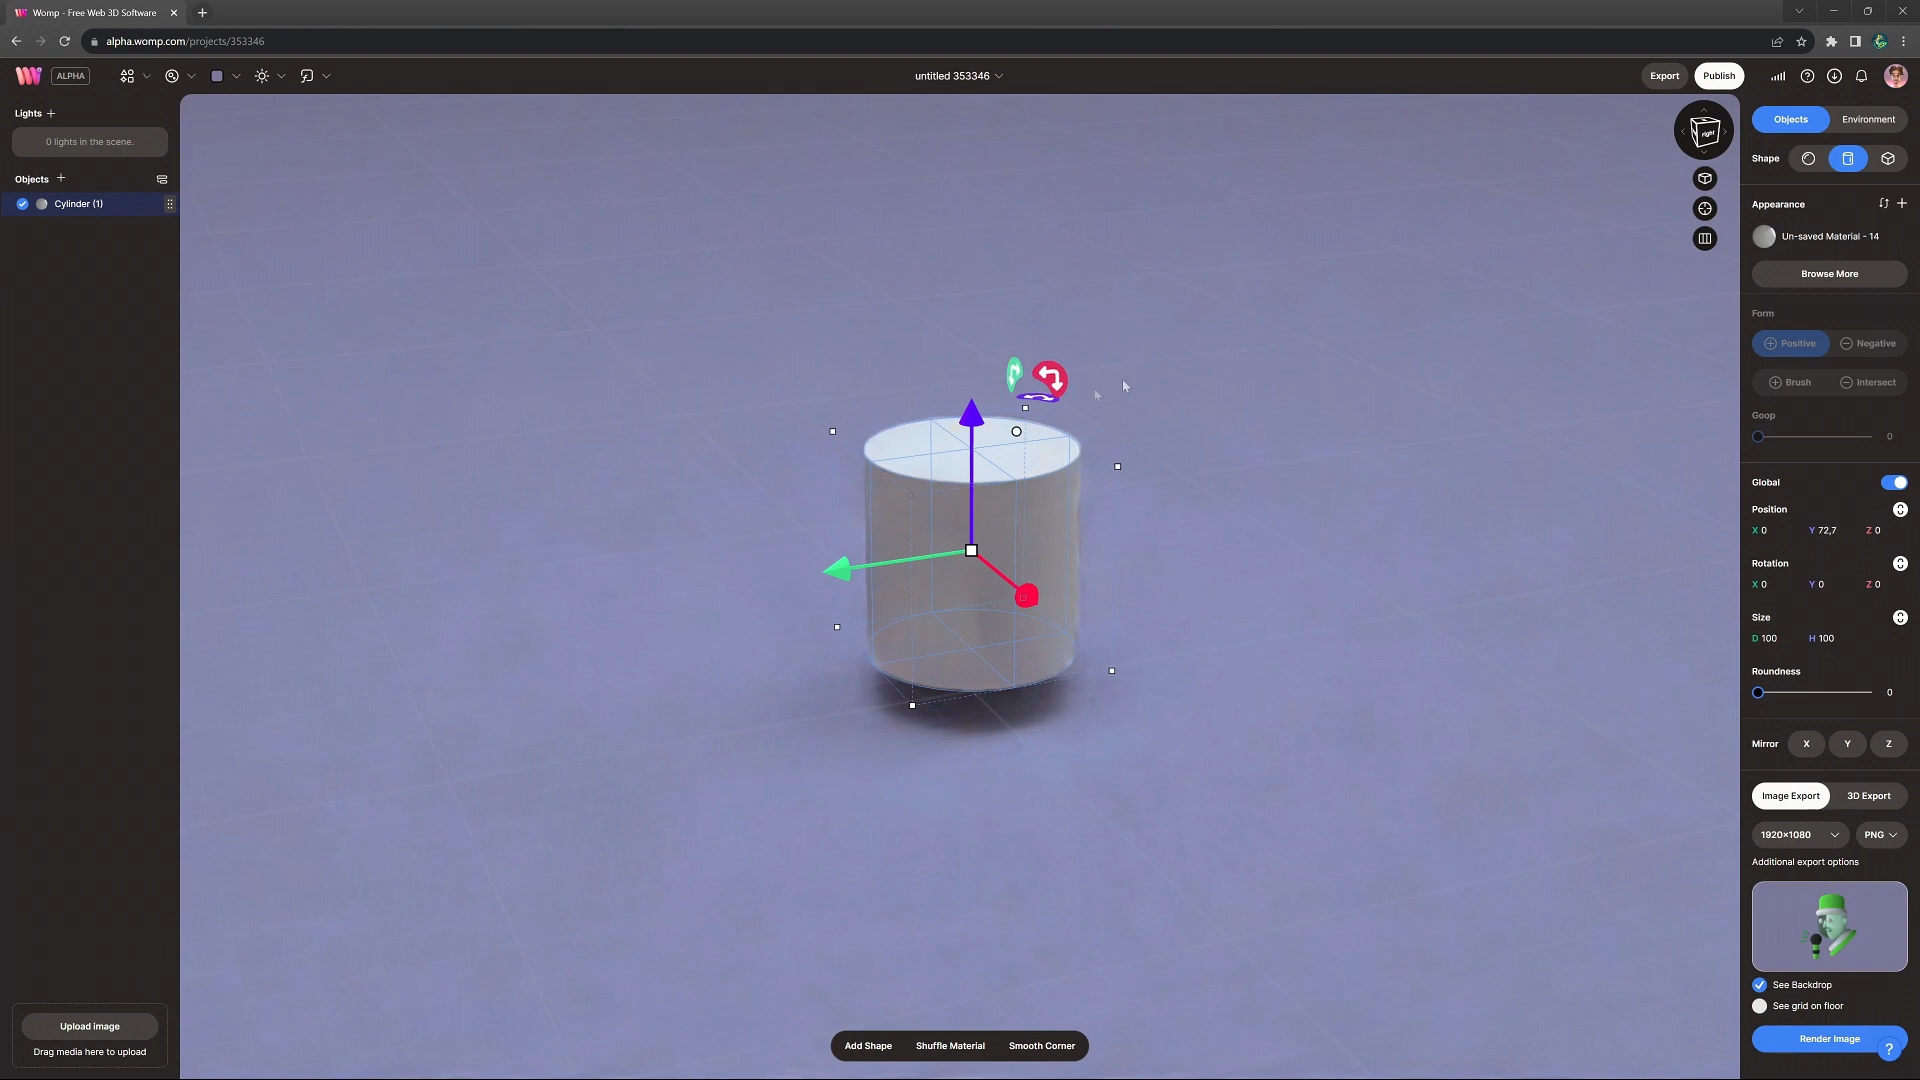 Womp - Free Web 3D Software
alpha.womp.com/projects/353346
ALPHA
untitled 353346
Export
Publish
Lights
0 lights in the scene.
Objects
Cylinder (1)
right
Objects
Environment
Shape
Appearance
Un-saved Material - 14
Browse More
Form
Positive
Negative
Brush
Intersect
Goop
0
Global
Position
X 0 Y 72,7 Z 0
Rotation
X 0 Y 0 Z 0
Size
D 100 H 100
Roundness
0
Mirror X Y Z
Image Export
3D Export
1920×1080
PNG
Additional export options
See Backdrop
See grid on floor
Render Image
?
Upload image
Drag media here to upload
Add Shape
Shuffle Material
Smooth Corner